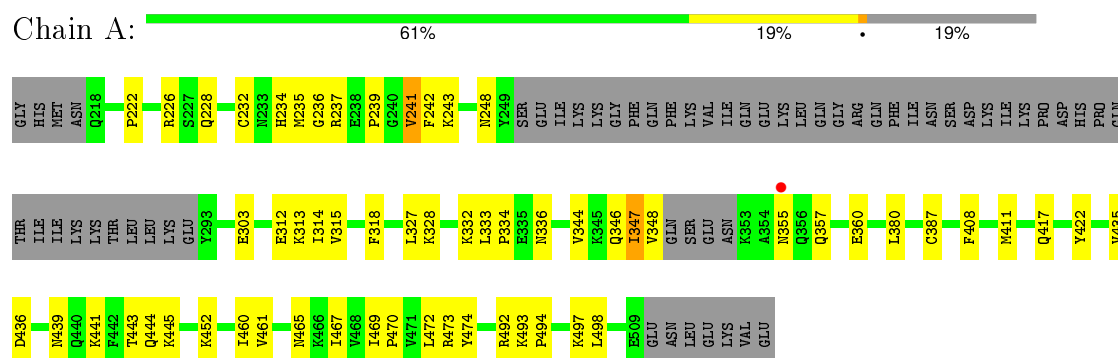 Chain A:
61% 19% • 19%
GLY HIS MET ASN Q218 P222 R226 S227 Q228 C232 N233 H234 M235 G236 R237 E238 P239 G240 V241 F242 K243 N248 Y249 SER GLU ILE LYS LYS GLY PHE GLN PHE LYS VAL ILE GLN GLU LYS LEU GLN GLY ARG GLN PHE ILE ASN SER ASP LYS ILE LYS PRO ASP HIS PRO GLN
THR ILE ILE LYS LYS THR LEU LEU LYS GLU Y293 E303 E312 K313 I314 V315 F318 L327 K328 K332 L333 P334 E335 N336 V344 K345 Q346 I347 V348 GLN SER GLU ASN K353 A354 N355 Q356 Q357 E360 L380 C387 F408 M411 Q417 Y422 V435
D436 N439 Q440 K441 F442 T443 Q444 K445 K452 I460 V461 N465 K466 I467 V468 I469 P470 V471 L472 R473 Y474 R492 K493 P494 K497 L498 E509 GLU ASN LEU GLU LYS VAL GLU